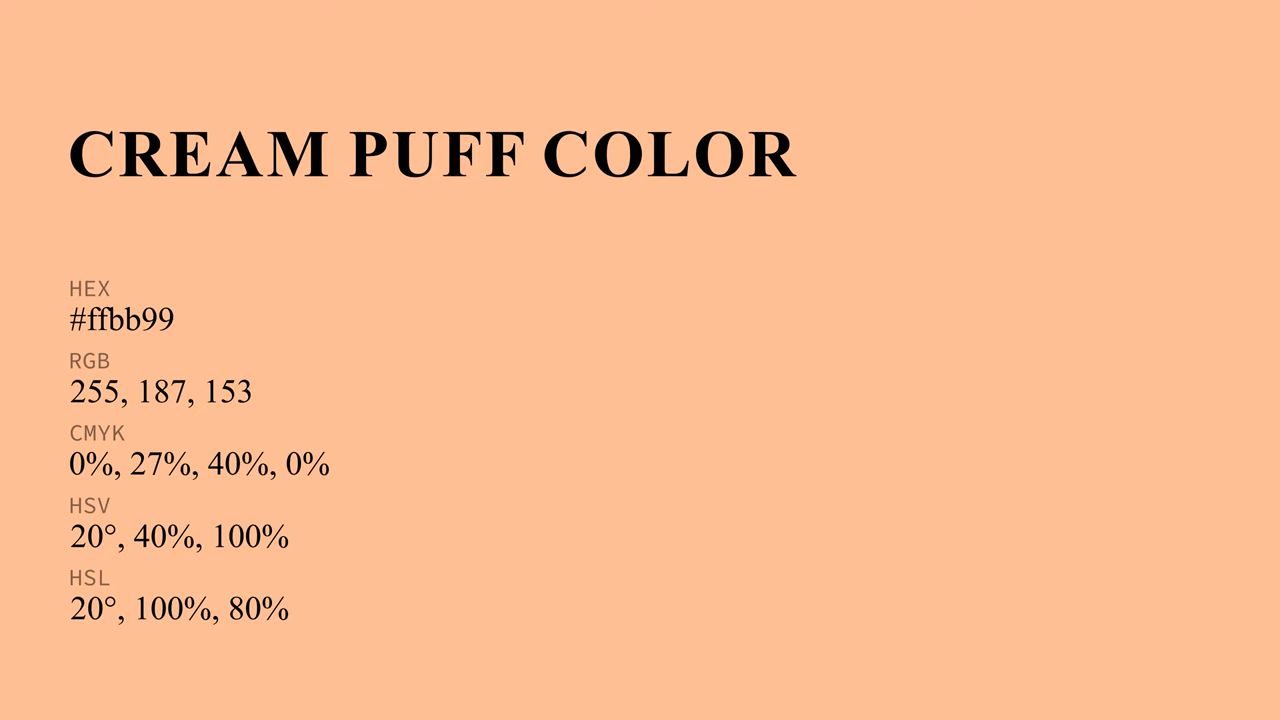 CREAM PUFF COLOR
HEX
#ffbb99
RGB
255, 187, 153
CMYK
0%, 27%, 40%, 0%
HSV
20°, 40%, 100%
HSL
20°, 100%, 80%